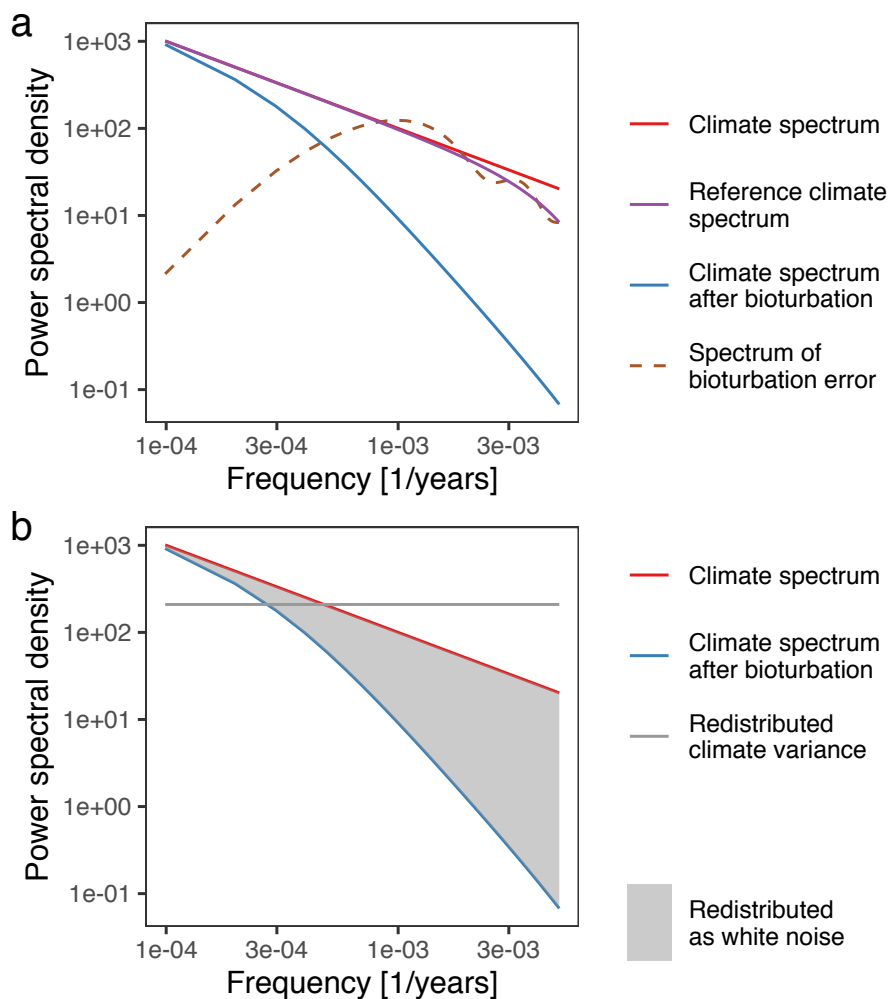 a
1e+03
1e+02
1e+01
1e+00
1e-01
Power spectral density
1e-04
3e-04
1e-03
3e-03
Frequency [1/years]
Climate spectrum
Reference climate
spectrum
Climate spectrum
after bioturbation
Spectrum of
bioturbation error
b
1e+03
1e+02
1e+01
1e+00
1e-01
Power spectral density
1e-04
3e-04
1e-03
3e-03
Frequency [1/years]
Climate spectrum
Climate spectrum
after bioturbation
Redistributed
climate variance
Redistributed
as white noise